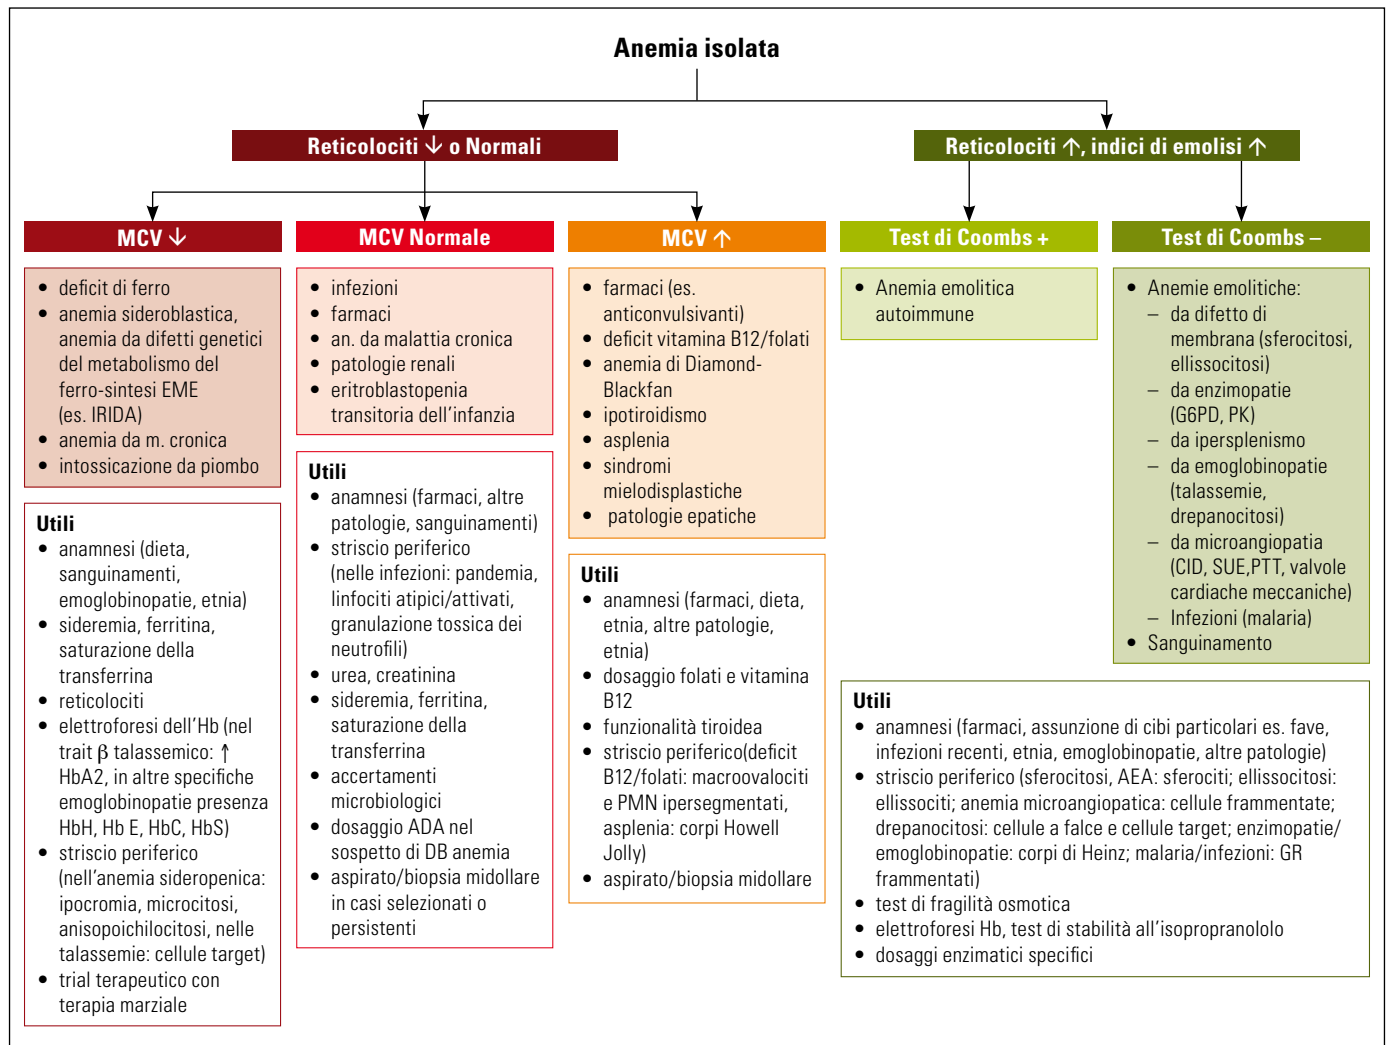 Anemia isolata
Reticolociti ↓ o Normali
Reticolociti ↑, indici di emolisi ↑
MCV ↓
MCV Normale
MCV ↑
Test di Coombs +
Test di Coombs –
• deficit di ferro
• anemia sideroblastica,
anemia da difetti genetici
del metabolismo del
ferro-sintesi EME
(es. IRIDA)
• anemia da m. cronica
• intossicazione da piombo
Utili
• anamnesi (dieta,
sanguinamenti,
emoglobinopatie, etnia)
• sideremia, ferritina,
saturazione della
transferrina
• reticolociti
• elettroforesi dell'Hb (nel
trait β talassemico: ↑
HbA2, in altre specifiche
emoglobinopatie presenza
HbH, Hb E, HbC, HbS)
• striscio periferico
(nell'anemia sideropenica:
ipocromia, microcitosi,
anisopoichilocitosi, nelle
talassemie: cellule target)
• trial terapeutico con
terapia marziale
• infezioni
• farmaci
• an. da malattia cronica
• patologie renali
• eritroblastopenia
transitoria dell'infanzia
Utili
• anamnesi (farmaci, altre
patologie, sanguinamenti)
• striscio periferico
(nelle infezioni: pandemia,
linfociti atipici/attivati,
granulazione tossica dei
neutrofili)
• urea, creatinina
• sideremia, ferritina,
saturazione della
transferrina
• accertamenti
microbiologici
• dosaggio ADA nel
sospetto di DB anemia
• aspirato/biopsia midollare
in casi selezionati o
persistenti
• farmaci (es.
anticonvulsivanti)
• deficit vitamina B12/folati
• anemia di Diamond-
Blackfan
• ipotiroidismo
• asplenia
• sindromi
mielodisplastiche
• patologie epatiche
Utili
• anamnesi (farmaci, dieta,
etnia, altre patologie,
etnia)
• dosaggio folati e vitamina
B12
• funzionalità tiroidea
• striscio periferico(deficit
B12/folati: macroovalociti
e PMN ipersegmentati,
asplenia: corpi Howell
Jolly)
• aspirato/biopsia midollare
• Anemia emolitica
autoimmune
• Anemie emolitiche:
– da difetto di
membrana (sferocitosi,
ellissocitosi)
– da enzimopatie
(G6PD, PK)
– da ipersplenismo
– da emoglobinopatie
(talassemie,
drepanocitosi)
– da microangiopatia
(CID, SUE,PTT, valvole
cardiache meccaniche)
– Infezioni (malaria)
• Sanguinamento
Utili
• anamnesi (farmaci, assunzione di cibi particolari es. fave,
infezioni recenti, etnia, emoglobinopatie, altre patologie)
• striscio periferico (sferocitosi, AEA: sferociti; ellissocitosi:
ellissociti; anemia microangiopatica: cellule frammentate;
drepanocitosi: cellule a falce e cellule target; enzimopatie/
emoglobinopatie: corpi di Heinz; malaria/infezioni: GR
frammentati)
• test di fragilità osmotica
• elettroforesi Hb, test di stabilità all'isopropranololo
• dosaggi enzimatici specifici